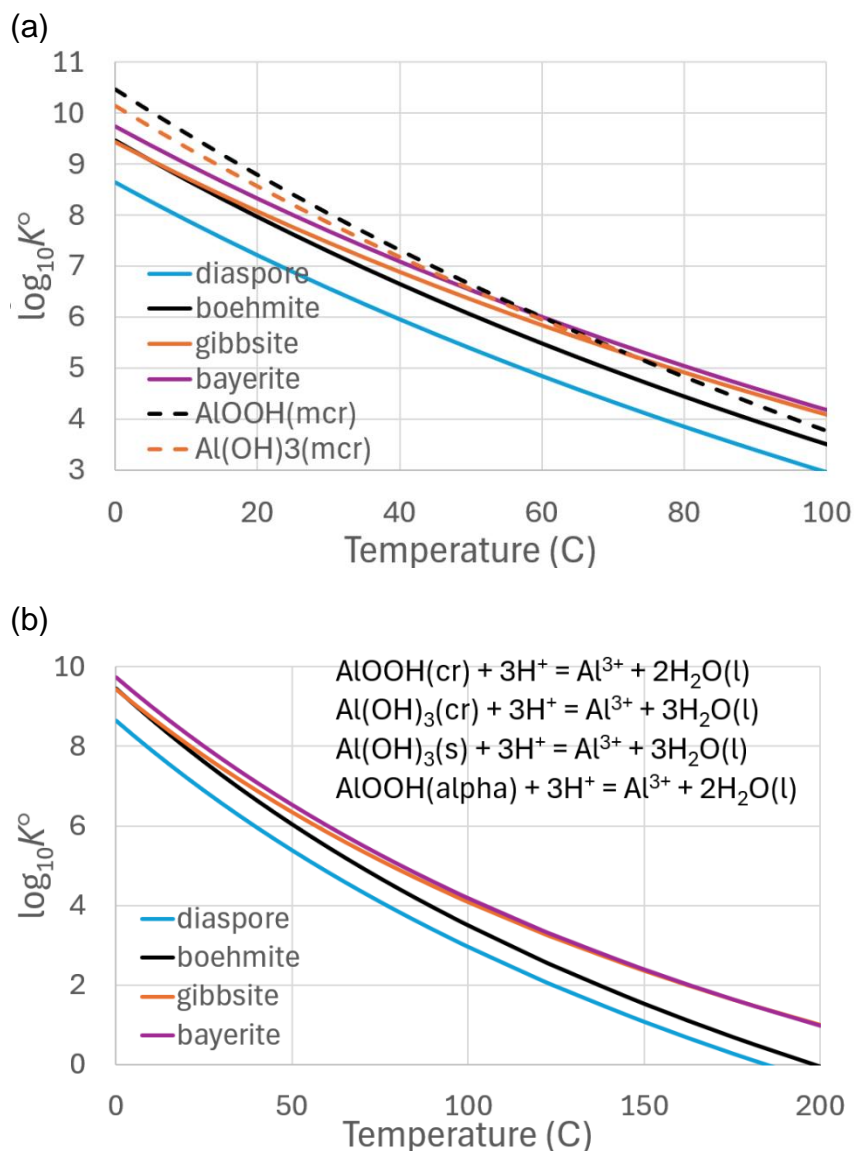 (a)
11
10
9
8
7
6
5
4
3
log₁₀K°
diaspore
boehmite
gibbsite
bayerite
AlOOH(mcr)
Al(OH)3(mcr)
0 20 40 60 80 100
Temperature (C)
(b)
10
8
6
4
2
0
log₁₀K°
AlOOH(cr) + 3H⁺ = Al³⁺ + 2H₂O(l)
Al(OH)₃(cr) + 3H⁺ = Al³⁺ + 3H₂O(l)
Al(OH)₃(s) + 3H⁺ = Al³⁺ + 3H₂O(l)
AlOOH(alpha) + 3H⁺ = Al³⁺ + 2H₂O(l)
diaspore
boehmite
gibbsite
bayerite
0 50 100 150 200
Temperature (C)